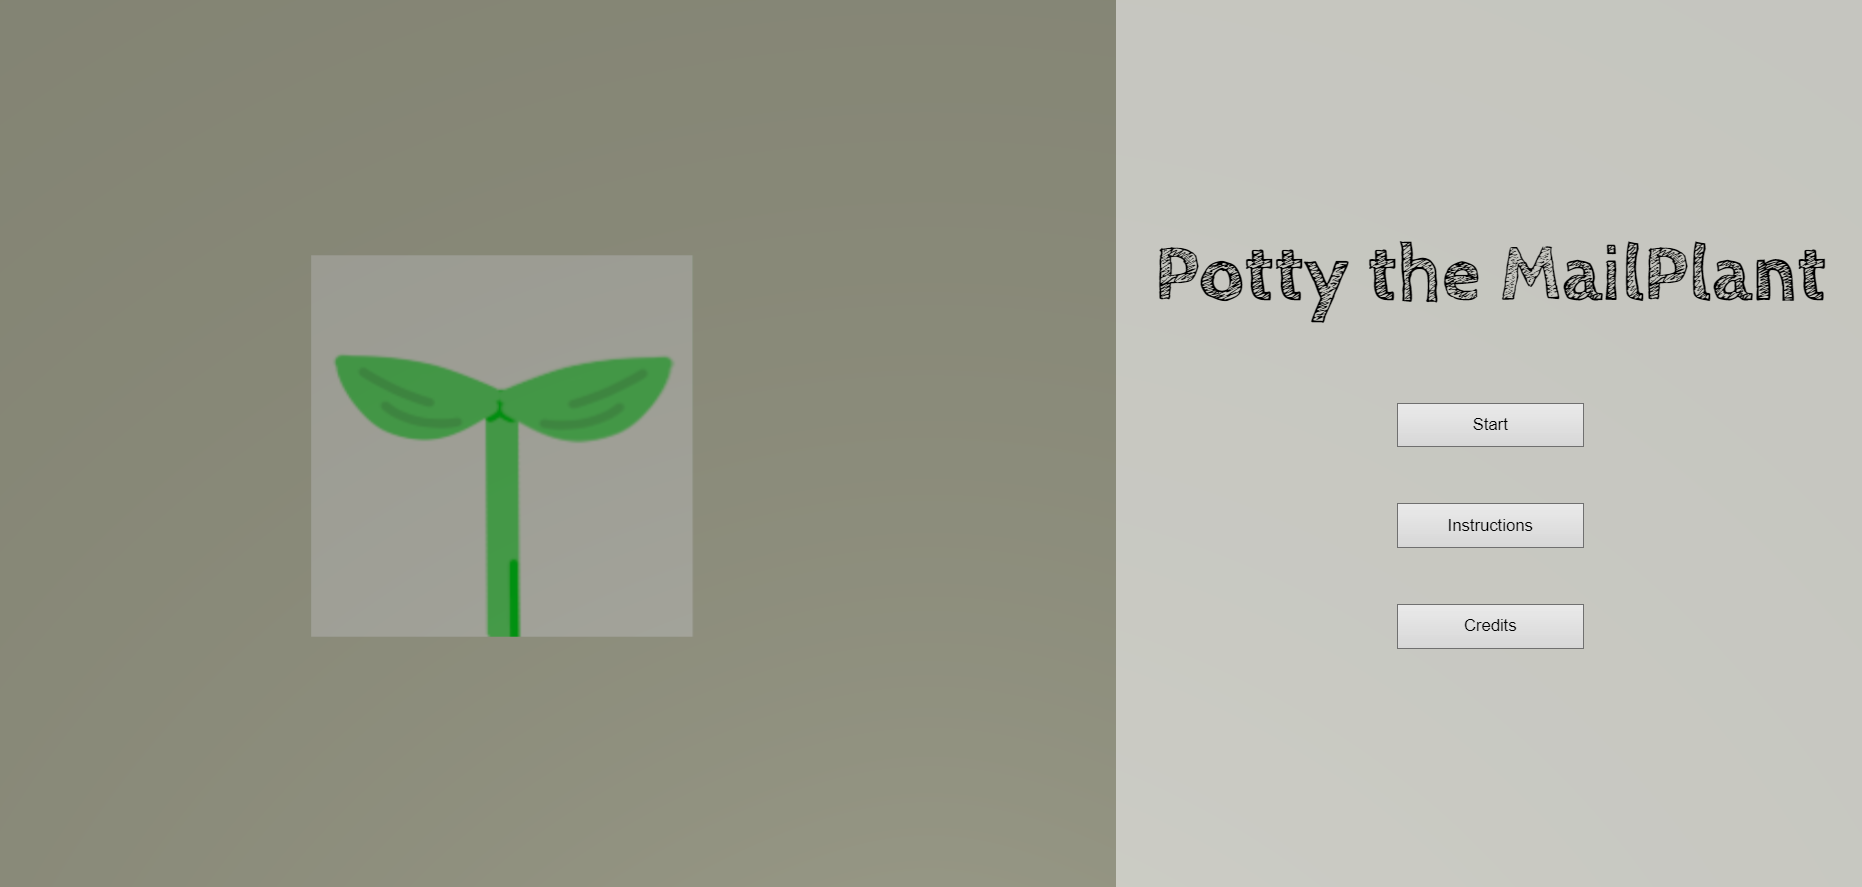 Potty the MailPlant
Start
Instructions
Credits